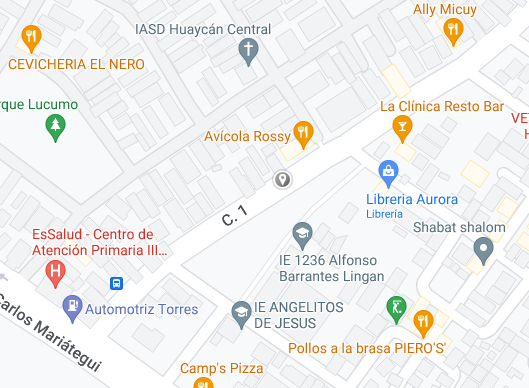 Ally Micuy
IASD Huaycán Central
CEVICHERIA EL NERO
rque Lucumo
La Clínica Resto Bar
VE
H
Avícola Rossy
Libreria Aurora
Librería
C. 1
Shabat shalom
EsSalud - Centro de
Atención Primaria III...
IE 1236 Alfonso
Barrantes Lingan
Automotriz Torres
IE ANGELITOS
DE JESUS
Carlos Mariátegui
Pollos a la brasa PIERO'S'
Camp's Pizza